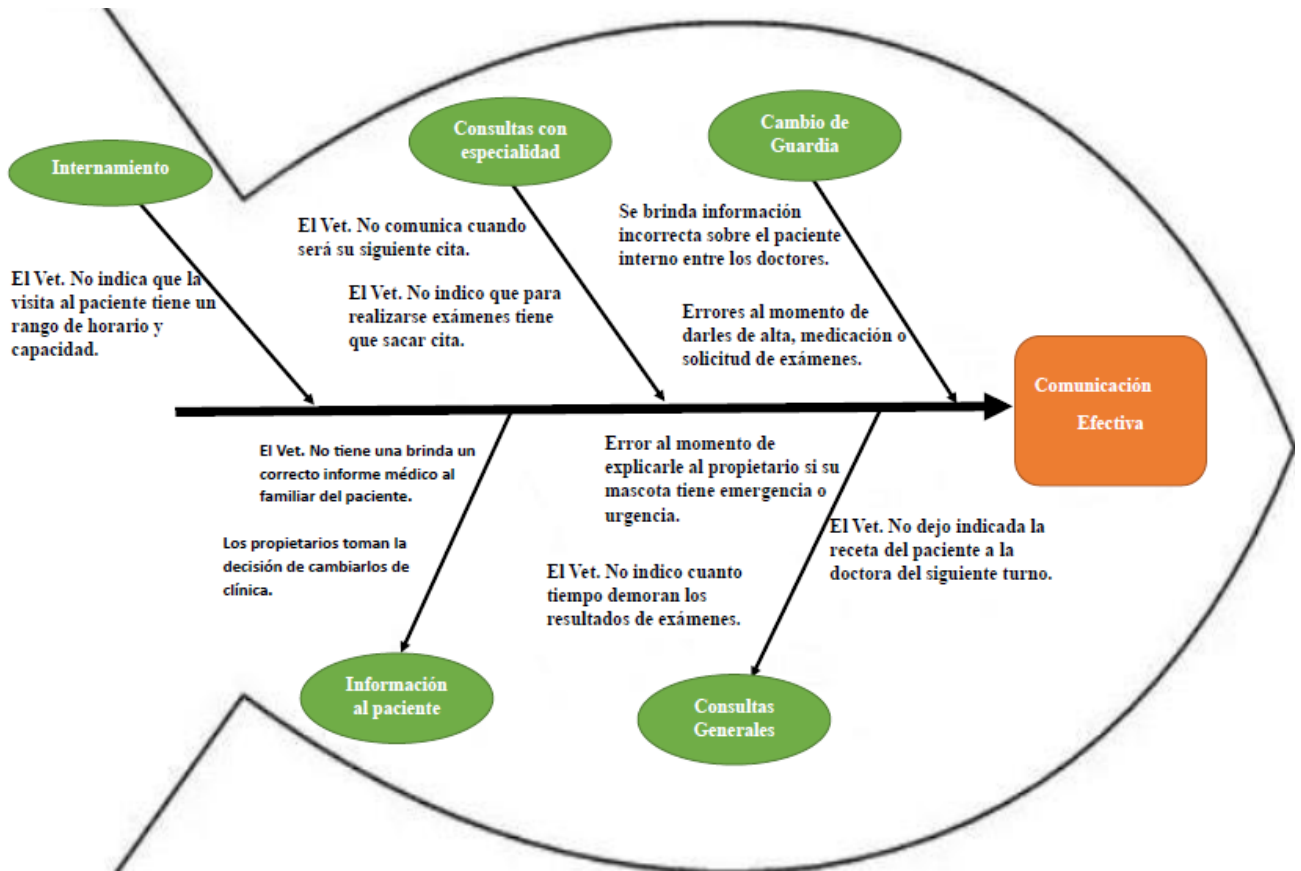 Internamiento
El Vet. No indica que la
visita al paciente tiene un
rango de horario y
capacidad.
Consultas con
especialidad
El Vet. No comunica cuando
será su siguiente cita.
El Vet. No indico que para
realizarse exámenes tiene
que sacar cita.
Cambio de
Guardia
Se brinda información
incorrecta sobre el paciente
interno entre los doctores.
Errores al momento de
darles de alta, medicación o
solicitud de exámenes.
Comunicación
Efectiva
El Vet. No tiene una brinda un
correcto informe médico al
familiar del paciente.
Los propietarios toman la
decisión de cambiarlos de
clínica.
Información
al paciente
Error al momento de
explicarle al propietario si su
mascota tiene emergencia o
urgencia.
El Vet. No indico cuanto
tiempo demoran los
resultados de exámenes.
El Vet. No dejo indicada la
receta del paciente a la
doctora del siguiente turno.
Consultas
Generales